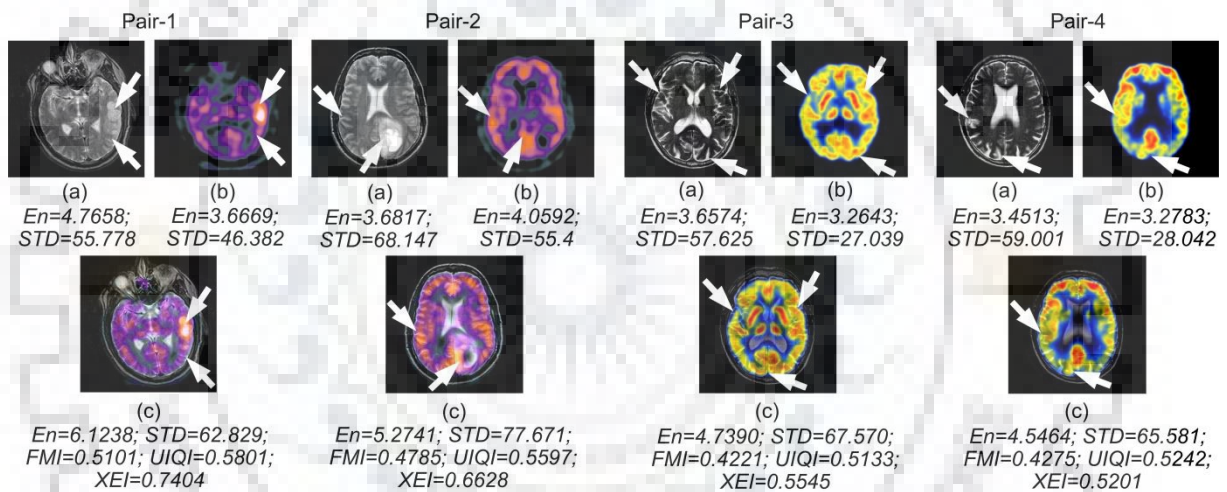 Pair-1
Pair-2
Pair-3
Pair-4
(a)
(b)
(a)
(b)
(a)
(b)
(a)
(b)
En=4.7658;
STD=55.778
En=3.6669;
STD=46.382
En=3.6817;
STD=68.147
En=4.0592;
STD=55.4
En=3.6574;
STD=57.625
En=3.2643;
STD=27.039
En=3.4513;
STD=59.001
En=3.2783;
STD=28.042
(c)
En=6.1238; STD=62.829;
FMI=0.5101; UIQI=0.5801;
XEI=0.7404
(c)
En=5.2741; STD=77.671;
FMI=0.4785; UIQI=0.5597;
XEI=0.6628
(c)
En=4.7390; STD=67.570;
FMI=0.4221; UIQI=0.5133;
XEI=0.5545
(c)
En=4.5464; STD=65.581;
FMI=0.4275; UIQI=0.5242;
XEI=0.5201